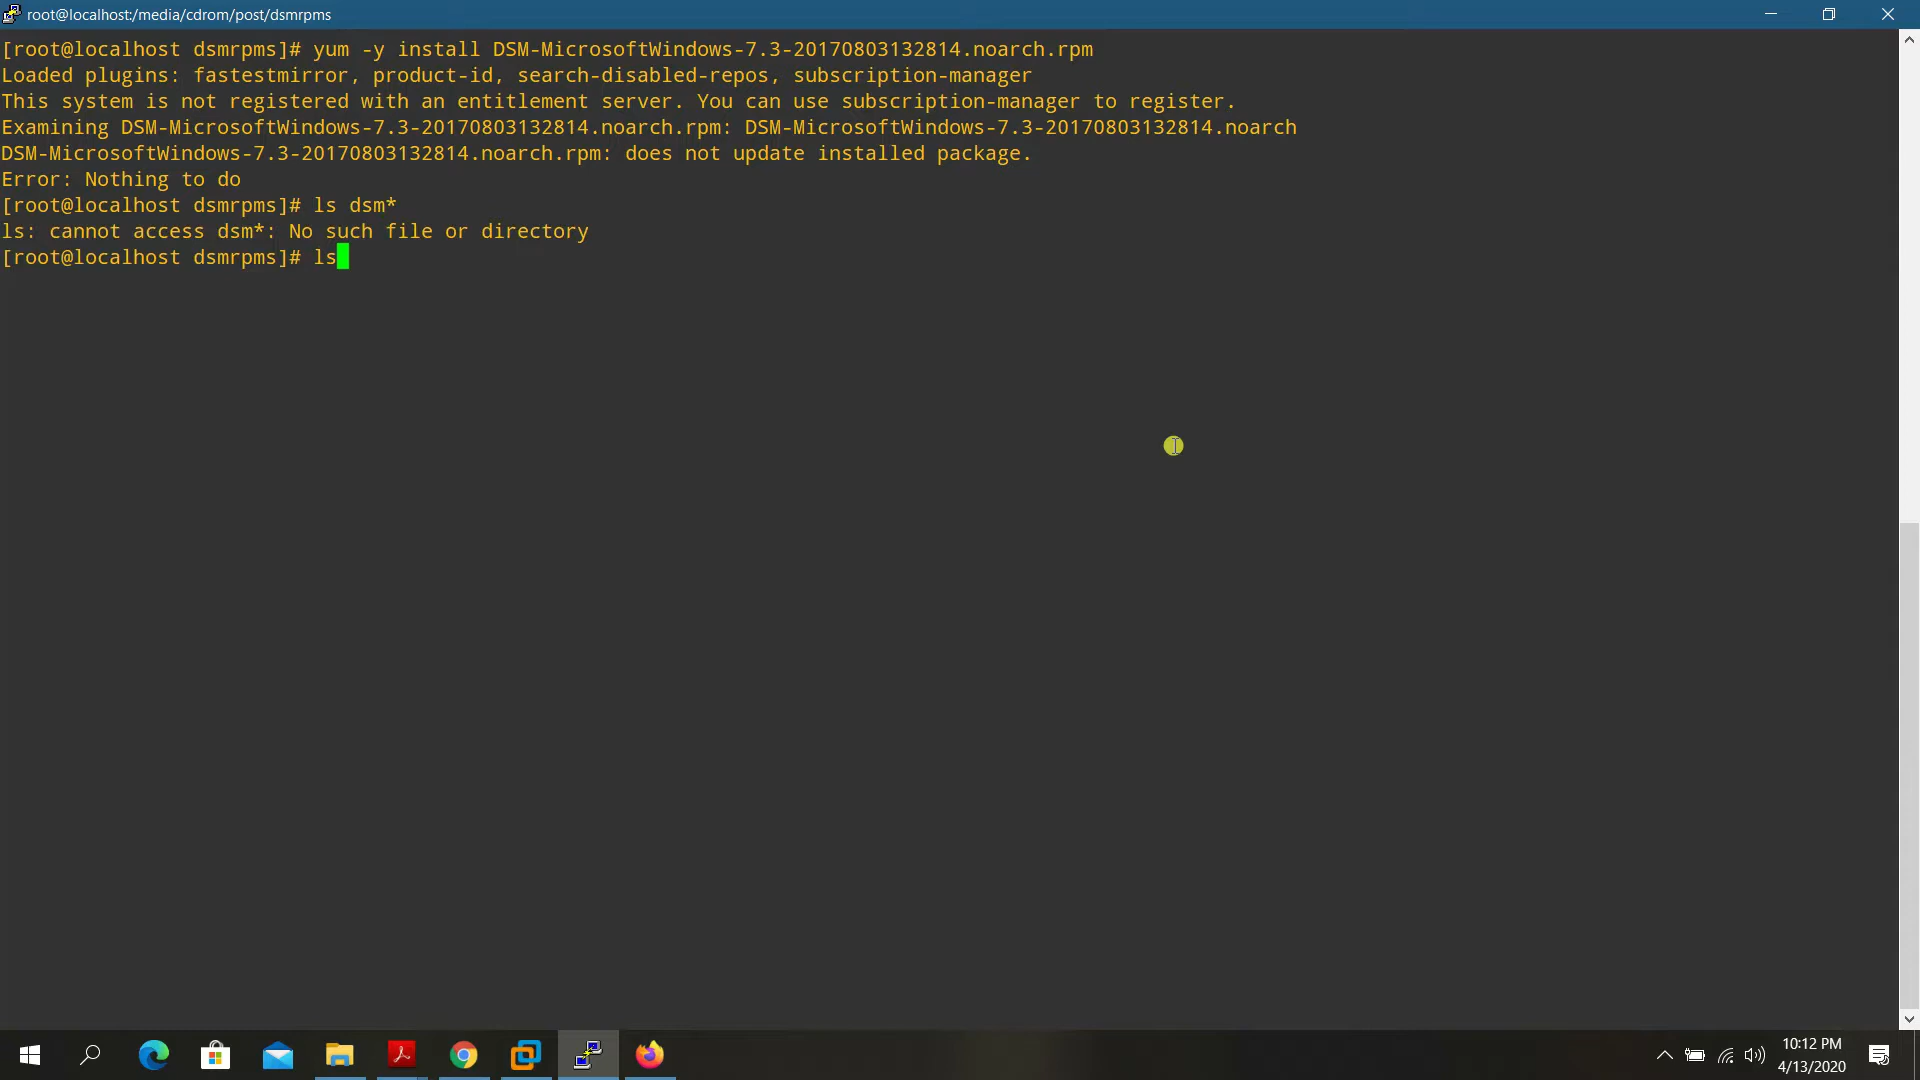 root@localhost:/media/cdrom/post/dsmrpms
[root@localhost dsmrpms]# yum -y install DSM-MicrosoftWindows-7.3-20170803132814.noarch.rpm
Loaded plugins: fastestmirror, product-id, search-disabled-repos, subscription-manager
This system is not registered with an entitlement server. You can use subscription-manager to register.
Examining DSM-MicrosoftWindows-7.3-20170803132814.noarch.rpm: DSM-MicrosoftWindows-7.3-20170803132814.noarch
DSM-MicrosoftWindows-7.3-20170803132814.noarch.rpm: does not update installed package.
Error: Nothing to do
[root@localhost dsmrpms]# ls dsm*
ls: cannot access dsm*: No such file or directory
[root@localhost dsmrpms]# ls
10:12 PM
4/13/2020